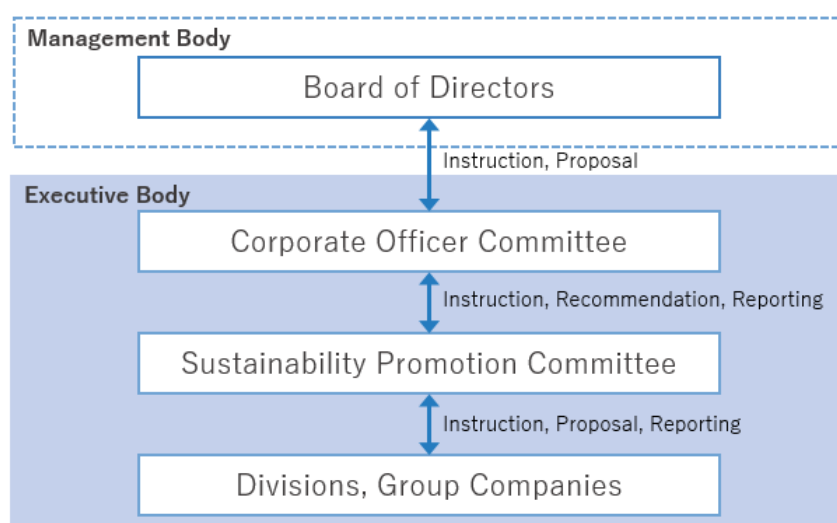 Management Body
Board of Directors
Instruction, Proposal
Executive Body
Corporate Officer Committee
Instruction, Recommendation, Reporting
Sustainability Promotion Committee
Instruction, Proposal, Reporting
Divisions, Group Companies